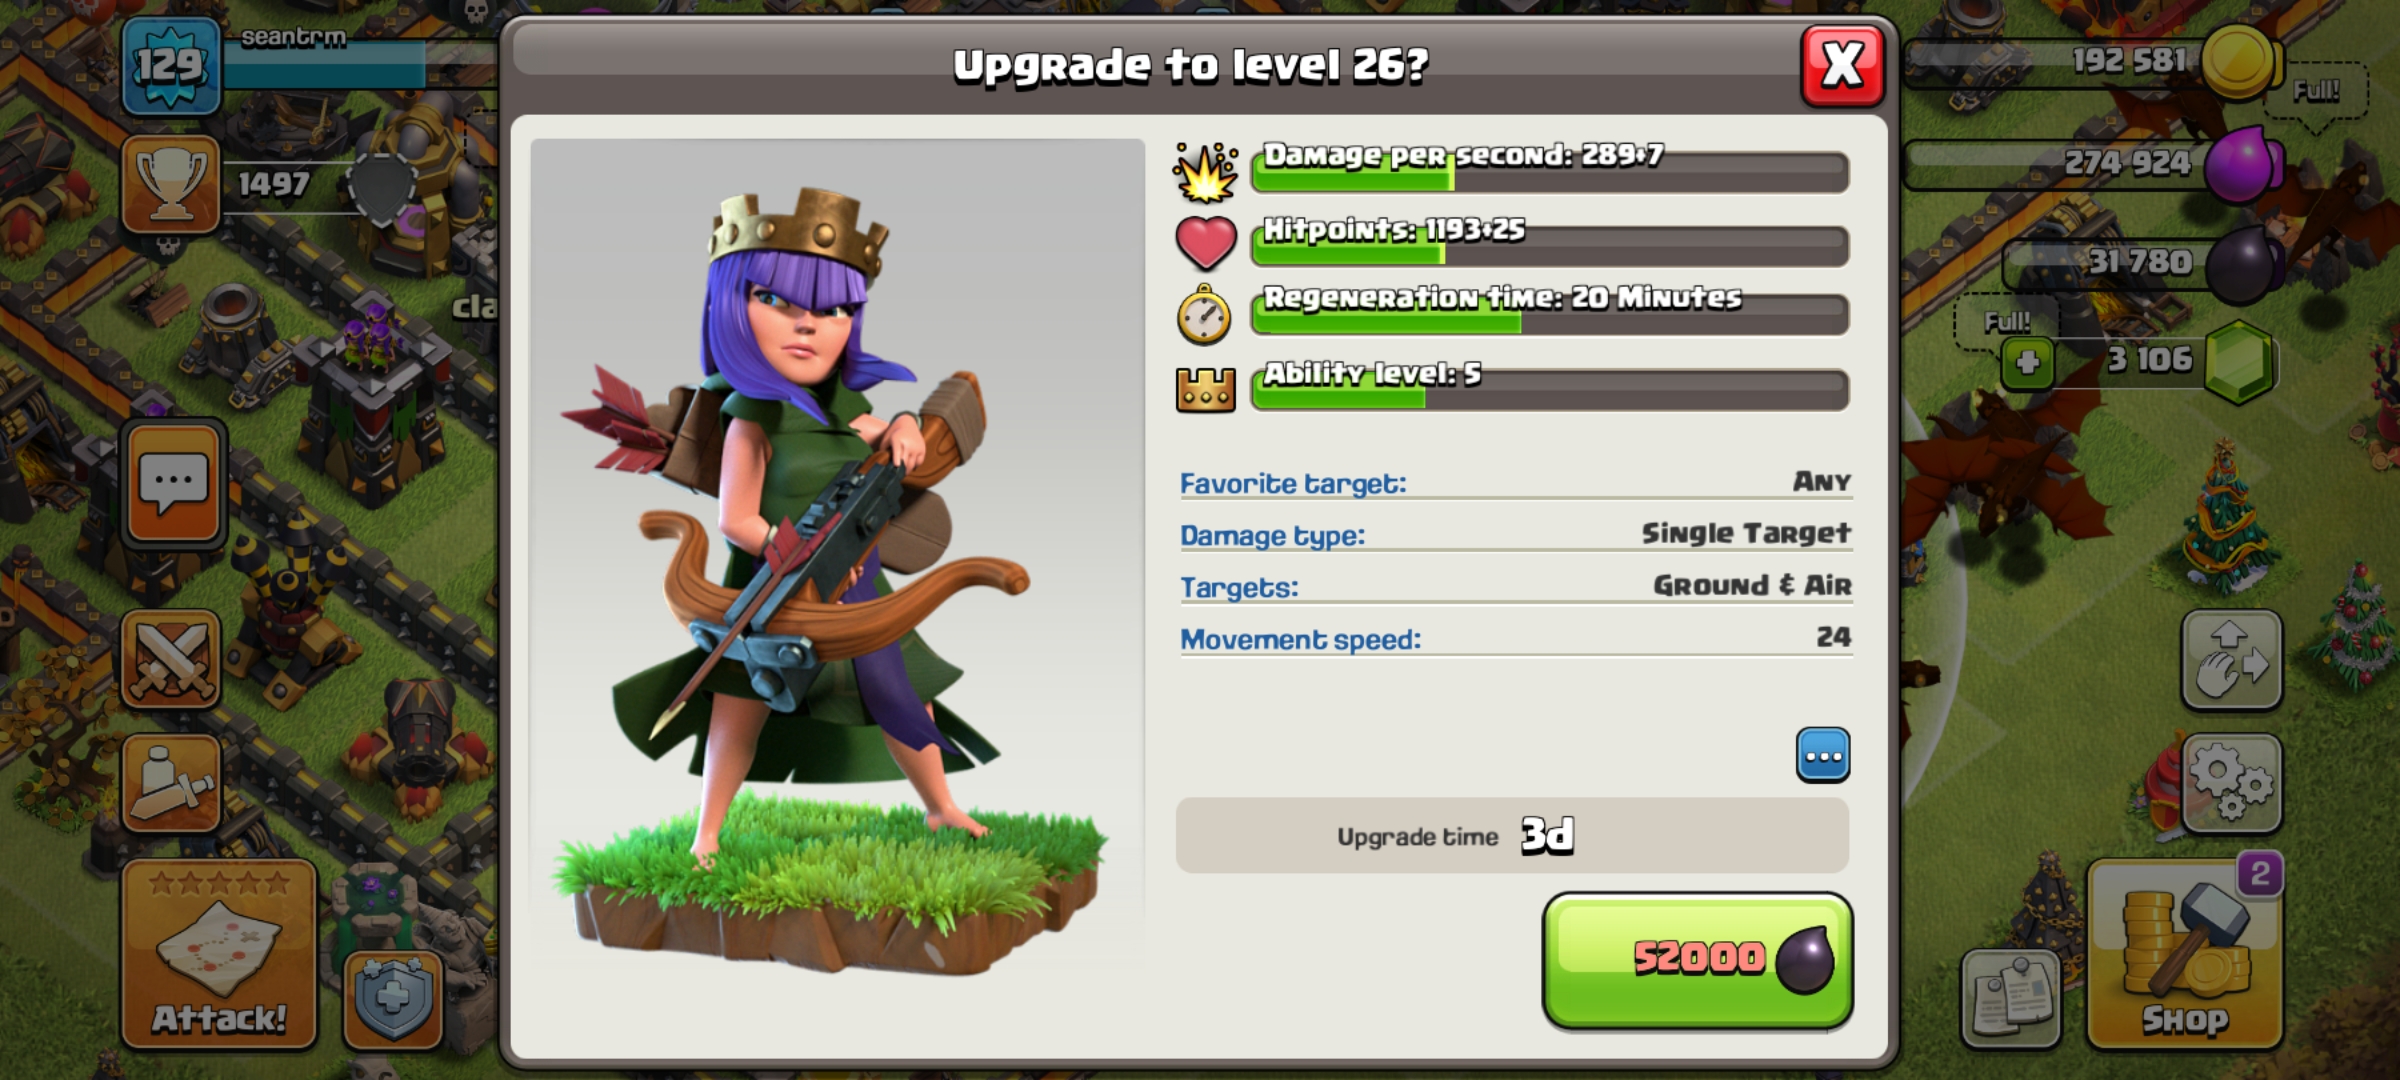 129
seantrm
1497
cla
Attack!
Upgrade to level 26?
X
Damage per second: 289+7
Hitpoints: 1193+25
Regeneration time: 20 Minutes
Ability level: 5
Favorite target: Any
Damage type: Single Target
Targets: Ground & Air
Movement speed: 24
Upgrade time 3d
52000
192 581
Full!
274 924
31 780
Full!
3 106
2
Shop